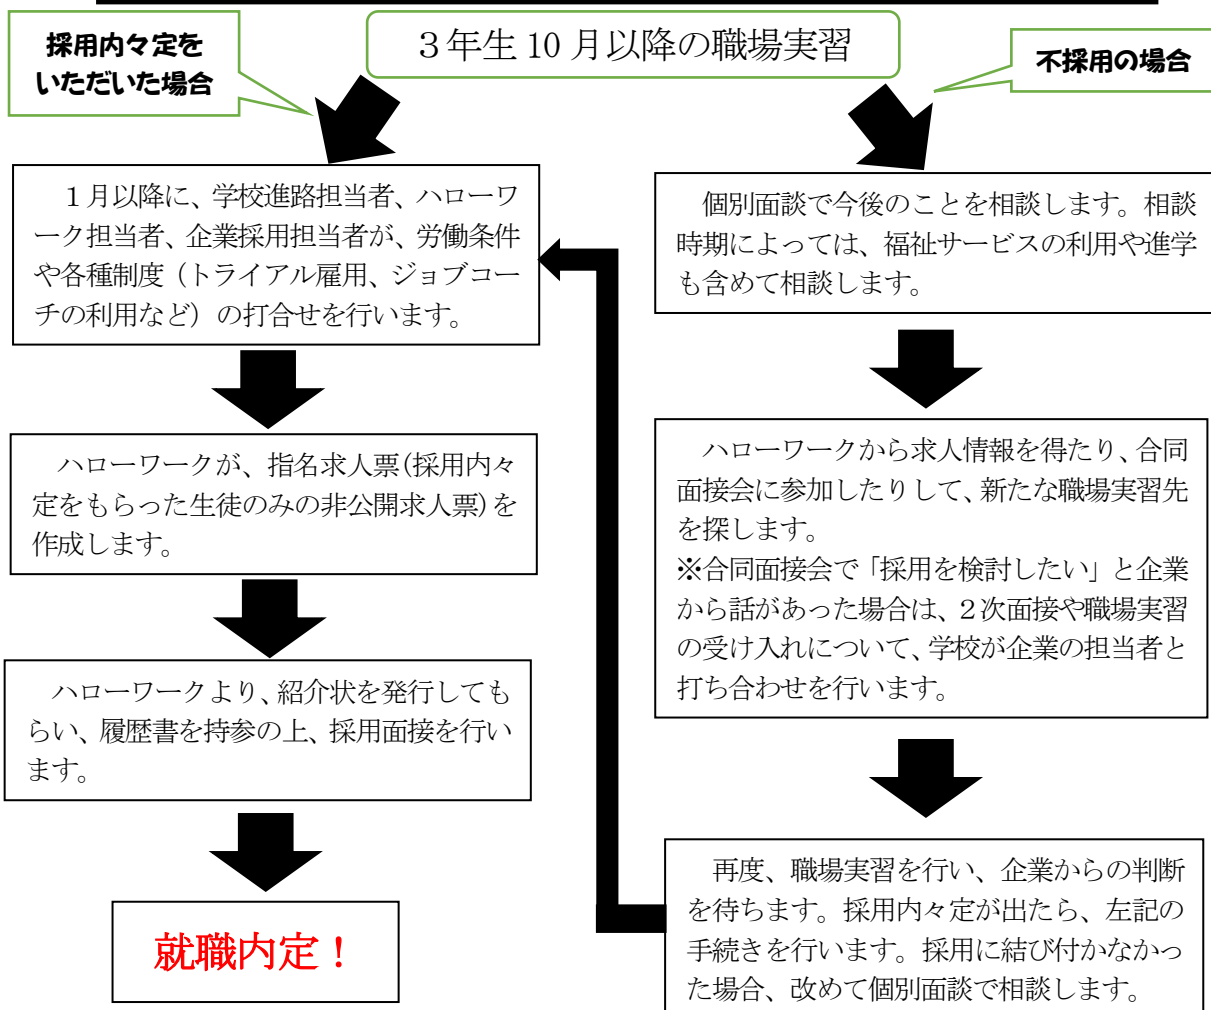 採用内々定を
いただいた場合
３年生 10 月以降の職場実習
不採用の場合
１月以降に、学校進路担当者、ハローワ
ーク担当者、企業採用担当者が、労働条件
や各種制度（トライアル雇用、ジョブコー
チの利用など）の打合せを行います。
ハローワークが、指名求人票(採用内々
定をもらった生徒のみの非公開求人票)を
作成します。
ハローワークより、紹介状を発行しても
らい、履歴書を持参の上、採用面接を行い
ます。
就職内定！
個別面談で今後のことを相談します。相談
時期によっては、福祉サービスの利用や進学
も含めて相談します。
ハローワークから求人情報を得たり、合同
面接会に参加したりして、新たな職場実習先
を探します。
※合同面接会で「採用を検討したい」と企業
から話があった場合は、２次面接や職場実習
の受け入れについて、学校が企業の担当者と
打ち合わせを行います。
再度、職場実習を行い、企業からの判断
を待ちます。採用内々定が出たら、左記の
手続きを行います。採用に結び付かなかっ
た場合、改めて個別面談で相談します。